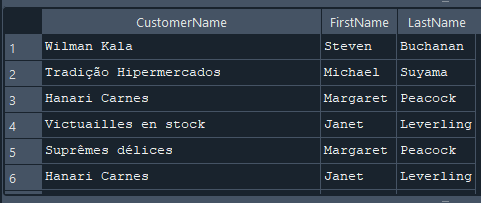 CustomerName FirstName LastName
1 Wilman Kala Steven Buchanan
2 Tradição Hipermercados Michael Suyama
3 Hanari Carnes Margaret Peacock
4 Victuailles en stock Janet Leverling
5 Suprêmes délices Margaret Peacock
6 Hanari Carnes Janet Leverling